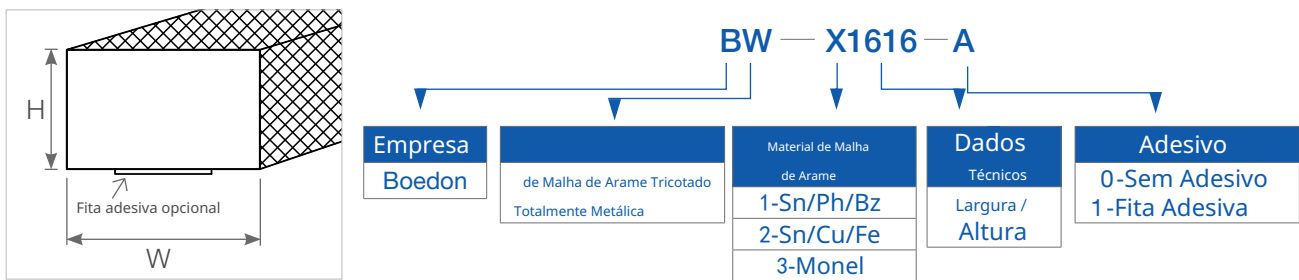 H
Fita adesiva opcional
W
BW — X1616 — A
Empresa
Boedon
de Malha de Arame Tricotado
Totalmente Metálica
Material de Malha
de Arame
1-Sn/Ph/Bz
2-Sn/Cu/Fe
3-Monel
Dados
Técnicos
Largura /
Altura
Adesivo
0-Sem Adesivo
1-Fita Adesiva